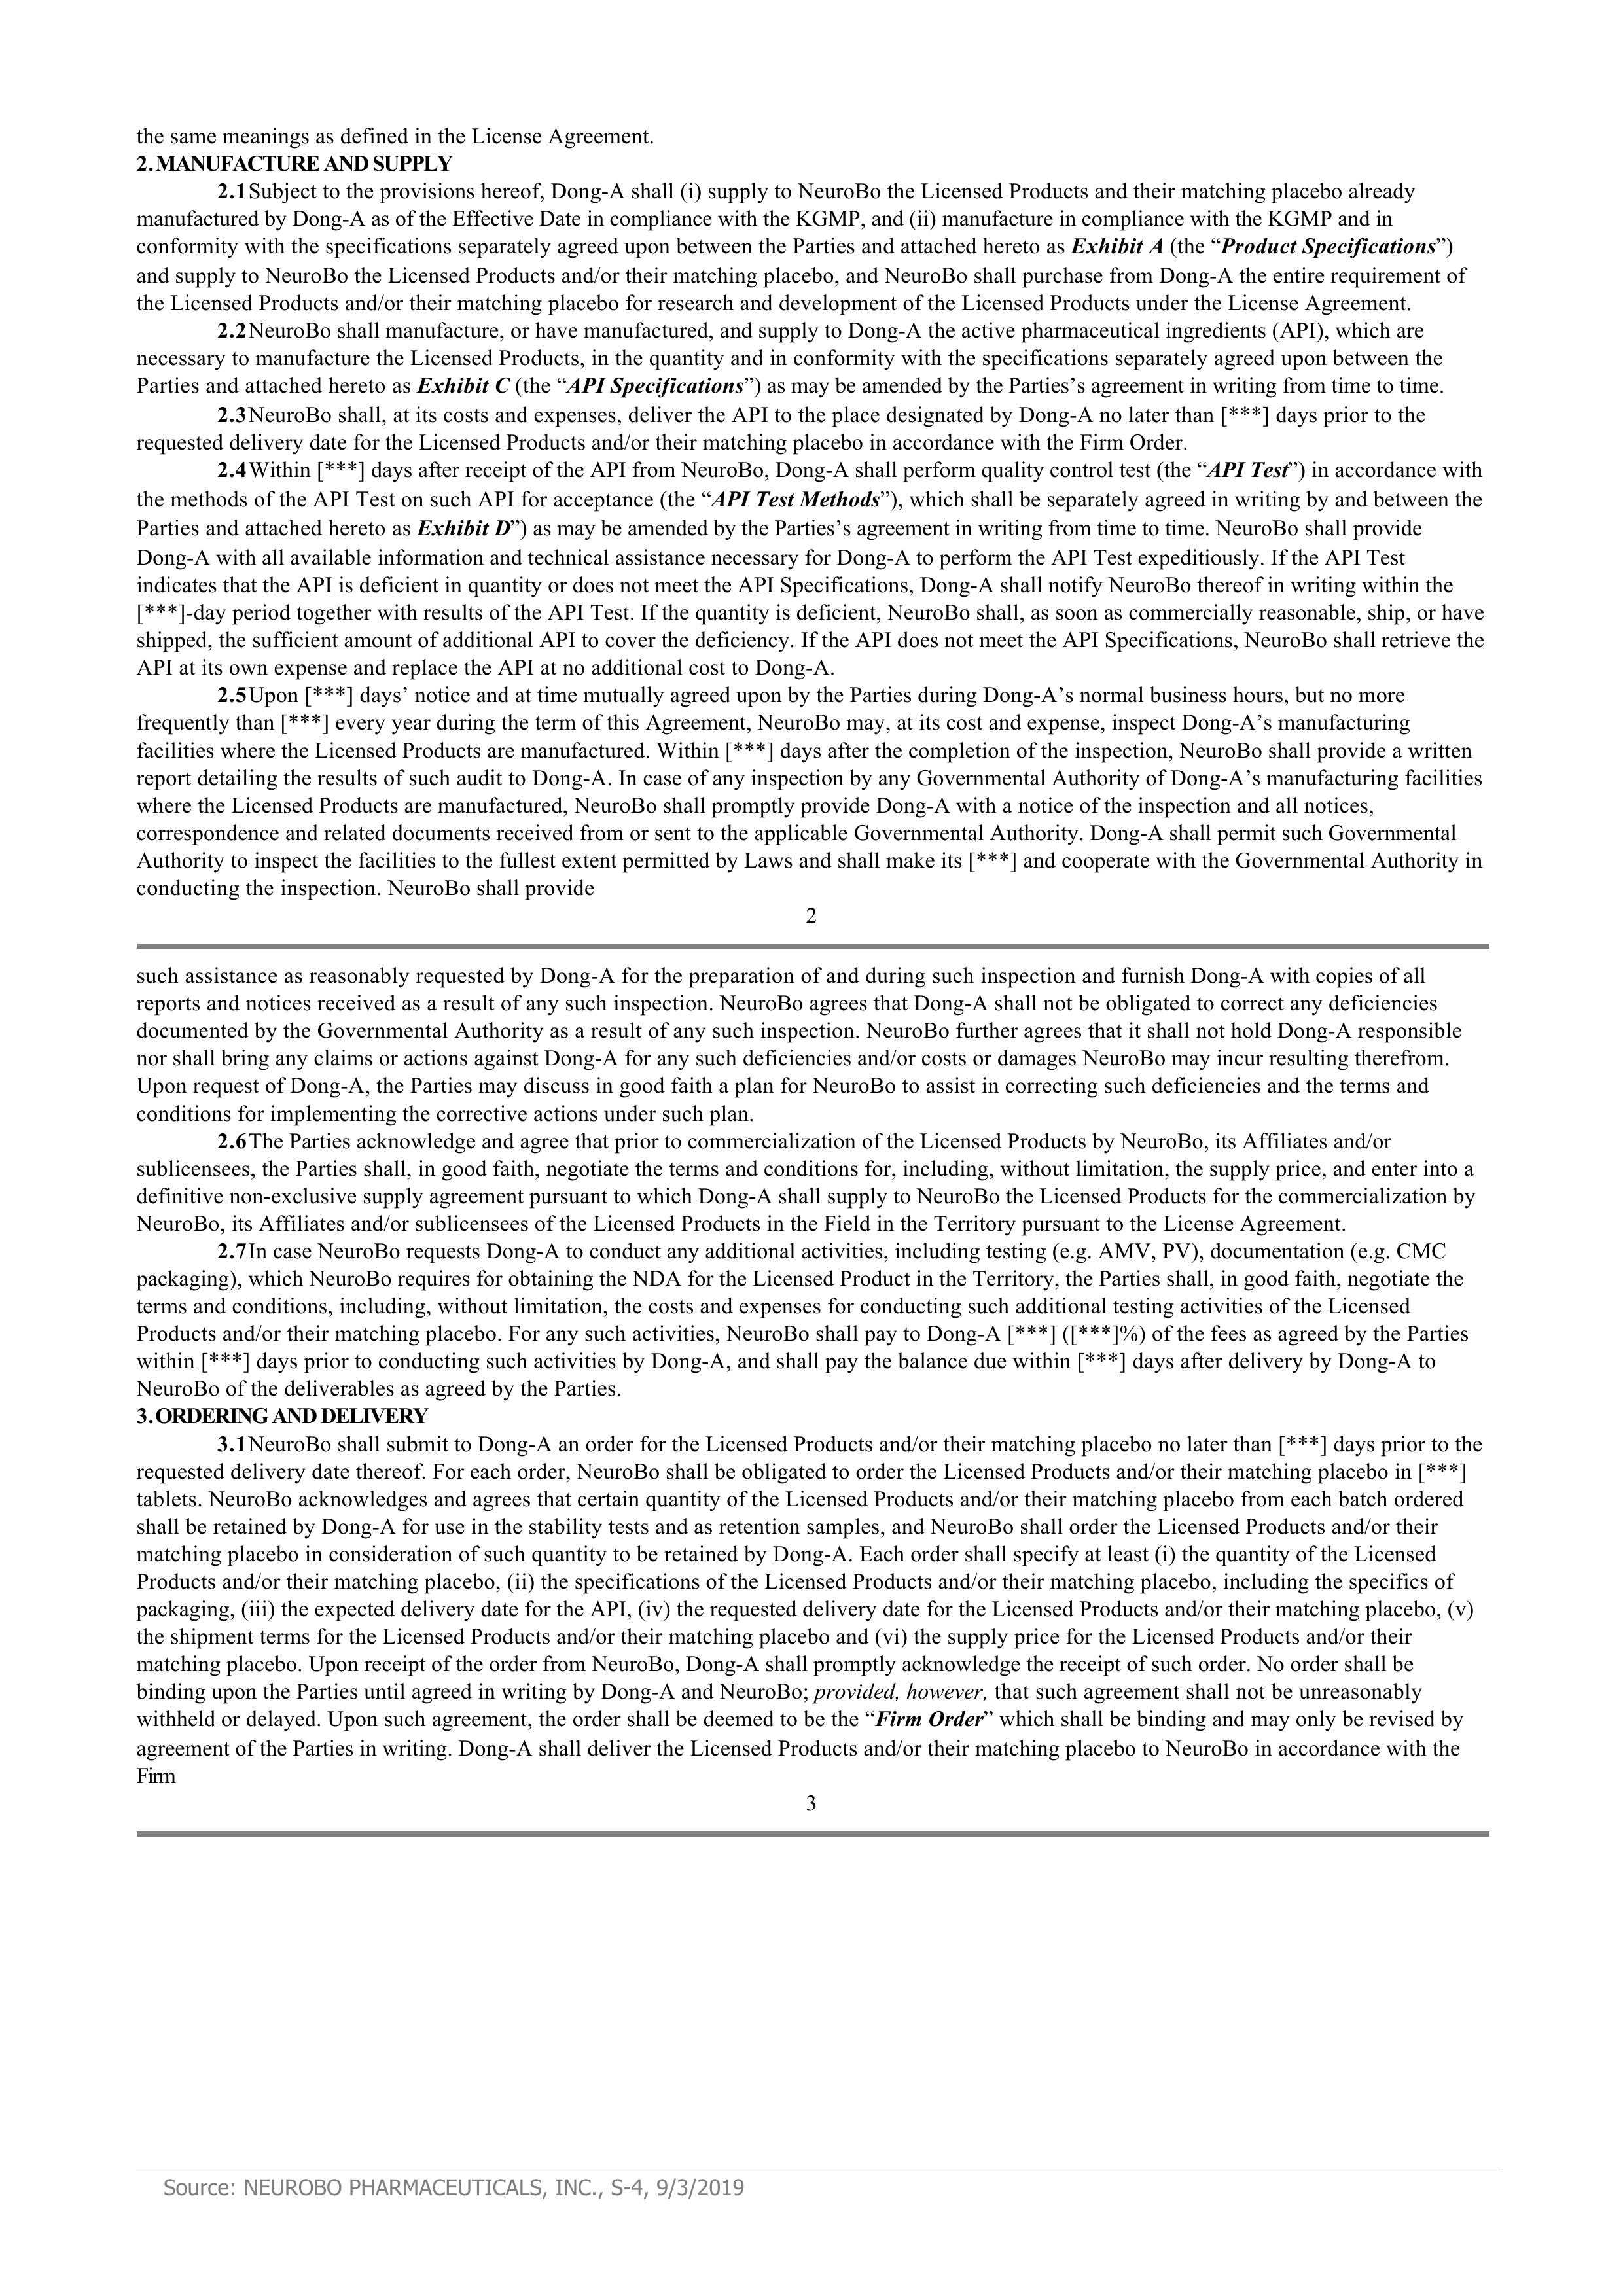 the same meanings as defined in the License Agreement.
2.MANUFACTURE AND SUPPLY
2.1Subject to the provisions hereof, Dong-A shall (i) supply to NeuroBo the Licensed Products and their matching placebo already
manufactured by Dong-A as of the Effective Date in compliance with the KGMP, and (ii) manufacture in compliance with the KGMP and in
conformity with the specifications separately agreed upon between the Parties and attached hereto as Exhibit A (the “Product Specifications”)
and supply to NeuroBo the Licensed Products and/or their matching placebo, and NeuroBo shall purchase from Dong-A the entire requirement of
the Licensed Products and/or their matching placebo for research and development of the Licensed Products under the License Agreement.
2.2NeuroBo shall manufacture, or have manufactured, and supply to Dong-A the active pharmaceutical ingredients (API), which are
necessary to manufacture the Licensed Products, in the quantity and in conformity with the specifications separately agreed upon between the
Parties and attached hereto as Exhibit C (the “API Specifications”) as may be amended by the Parties’s agreement in writing from time to time.
2.3NeuroBo shall, at its costs and expenses, deliver the API to the place designated by Dong-A no later than [***] days prior to the
requested delivery date for the Licensed Products and/or their matching placebo in accordance with the Firm Order.
2.4Within [***] days after receipt of the API from NeuroBo, Dong-A shall perform quality control test (the “API Test”) in accordance with
the methods of the API Test on such API for acceptance (the “API Test Methods”), which shall be separately agreed in writing by and between the
Parties and attached hereto as Exhibit D”) as may be amended by the Parties’s agreement in writing from time to time. NeuroBo shall provide
Dong-A with all available information and technical assistance necessary for Dong-A to perform the API Test expeditiously. If the API Test
indicates that the API is deficient in quantity or does not meet the API Specifications, Dong-A shall notify NeuroBo thereof in writing within the
[***]-day period together with results of the API Test. If the quantity is deficient, NeuroBo shall, as soon as commercially reasonable, ship, or have
shipped, the sufficient amount of additional API to cover the deficiency. If the API does not meet the API Specifications, NeuroBo shall retrieve the
API at its own expense and replace the API at no additional cost to Dong-A.
2.5Upon [***] days’ notice and at time mutually agreed upon by the Parties during Dong-A’s normal business hours, but no more
frequently than [***] every year during the term of this Agreement, NeuroBo may, at its cost and expense, inspect Dong-A’s manufacturing
facilities where the Licensed Products are manufactured. Within [***] days after the completion of the inspection, NeuroBo shall provide a written
report detailing the results of such audit to Dong-A. In case of any inspection by any Governmental Authority of Dong-A’s manufacturing facilities
where the Licensed Products are manufactured, NeuroBo shall promptly provide Dong-A with a notice of the inspection and all notices,
correspondence and related documents received from or sent to the applicable Governmental Authority. Dong-A shall permit such Governmental
Authority to inspect the facilities to the fullest extent permitted by Laws and shall make its [***] and cooperate with the Governmental Authority in
conducting the inspection. NeuroBo shall provide
2
such assistance as reasonably requested by Dong-A for the preparation of and during such inspection and furnish Dong-A with copies of all
reports and notices received as a result of any such inspection. NeuroBo agrees that Dong-A shall not be obligated to correct any deficiencies
documented by the Governmental Authority as a result of any such inspection. NeuroBo further agrees that it shall not hold Dong-A responsible
nor shall bring any claims or actions against Dong-A for any such deficiencies and/or costs or damages NeuroBo may incur resulting therefrom.
Upon request of Dong-A, the Parties may discuss in good faith a plan for NeuroBo to assist in correcting such deficiencies and the terms and
conditions for implementing the corrective actions under such plan.
2.6The Parties acknowledge and agree that prior to commercialization of the Licensed Products by NeuroBo, its Affiliates and/or
sublicensees, the Parties shall, in good faith, negotiate the terms and conditions for, including, without limitation, the supply price, and enter into a
definitive non-exclusive supply agreement pursuant to which Dong-A shall supply to NeuroBo the Licensed Products for the commercialization by
NeuroBo, its Affiliates and/or sublicensees of the Licensed Products in the Field in the Territory pursuant to the License Agreement.
2.7In case NeuroBo requests Dong-A to conduct any additional activities, including testing (e.g. AMV, PV), documentation (e.g. CMC
packaging), which NeuroBo requires for obtaining the NDA for the Licensed Product in the Territory, the Parties shall, in good faith, negotiate the
terms and conditions, including, without limitation, the costs and expenses for conducting such additional testing activities of the Licensed
Products and/or their matching placebo. For any such activities, NeuroBo shall pay to Dong-A [***] ([***]%) of the fees as agreed by the Parties
within [***] days prior to conducting such activities by Dong-A, and shall pay the balance due within [***] days after delivery by Dong-A to
NeuroBo of the deliverables as agreed by the Parties.
3.ORDERING AND DELIVERY
3.1NeuroBo shall submit to Dong-A an order for the Licensed Products and/or their matching placebo no later than [***] days prior to the
requested delivery date thereof. For each order, NeuroBo shall be obligated to order the Licensed Products and/or their matching placebo in [***]
tablets. NeuroBo acknowledges and agrees that certain quantity of the Licensed Products and/or their matching placebo from each batch ordered
shall be retained by Dong-A for use in the stability tests and as retention samples, and NeuroBo shall order the Licensed Products and/or their
matching placebo in consideration of such quantity to be retained by Dong-A. Each order shall specify at least (i) the quantity of the Licensed
Products and/or their matching placebo, (ii) the specifications of the Licensed Products and/or their matching placebo, including the specifics of
packaging, (iii) the expected delivery date for the API, (iv) the requested delivery date for the Licensed Products and/or their matching placebo, (v)
the shipment terms for the Licensed Products and/or their matching placebo and (vi) the supply price for the Licensed Products and/or their
matching placebo. Upon receipt of the order from NeuroBo, Dong-A shall promptly acknowledge the receipt of such order. No order shall be
binding upon the Parties until agreed in writing by Dong-A and NeuroBo; provided, however, that such agreement shall not be unreasonably
withheld or delayed. Upon such agreement, the order shall be deemed to be the “Firm Order” which shall be binding and may only be revised by
agreement of the Parties in writing. Dong-A shall deliver the Licensed Products and/or their matching placebo to NeuroBo in accordance with the
Firm
3
Source: NEUROBO PHARMACEUTICALS, INC., S-4, 9/3/2019